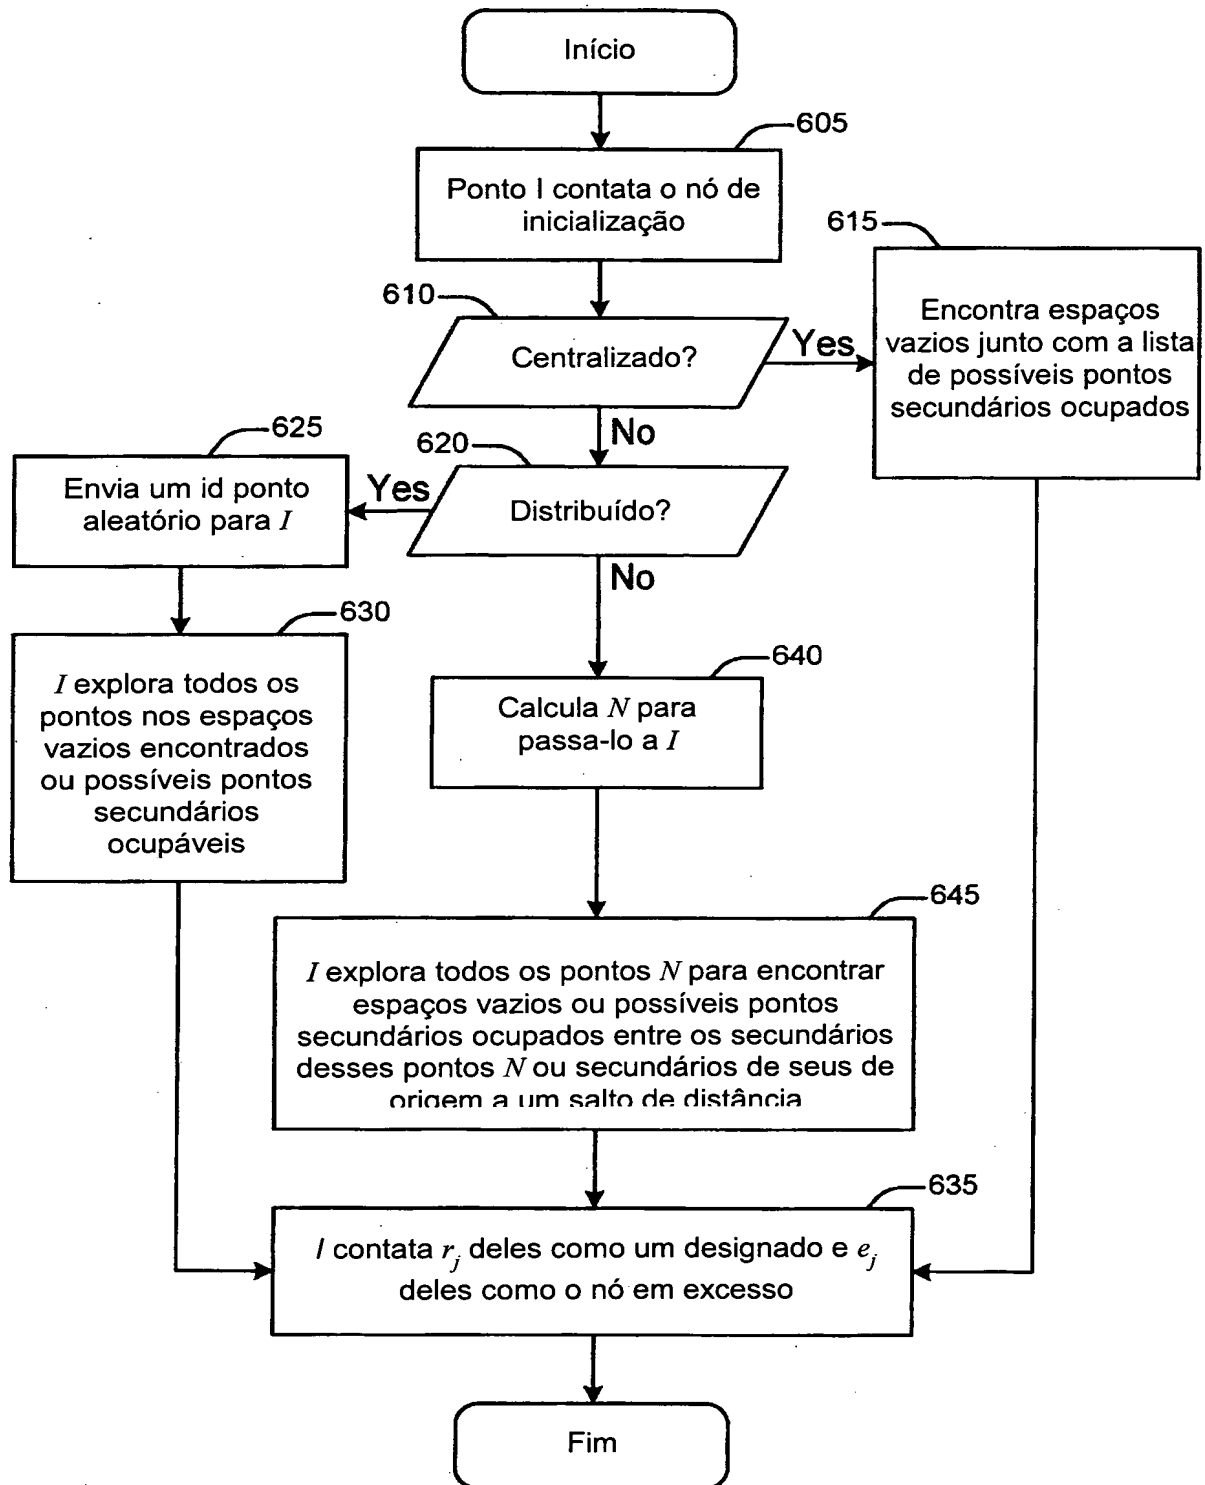 Início
605
Ponto I contata o nó de
inicialização
615
610
Encontra espaços
vazios junto com a lista
de possíveis pontos
secundários ocupados
Centralizado?
Yes
No
625
620
Envia um id ponto
aleatório para I
Yes
Distribuído?
No
630
640
I explora todos os
pontos nos espaços
vazios encontrados
ou possíveis pontos
secundários
ocupáveis
Calcula N para
passa-lo a I
645
I explora todos os pontos N para encontrar
espaços vazios ou possíveis pontos
secundários ocupados entre os secundários
desses pontos N ou secundários de seus de
origem a um salto de distância
635
I contata r_j deles como um designado e e_j
deles como o nó em excesso
Fim